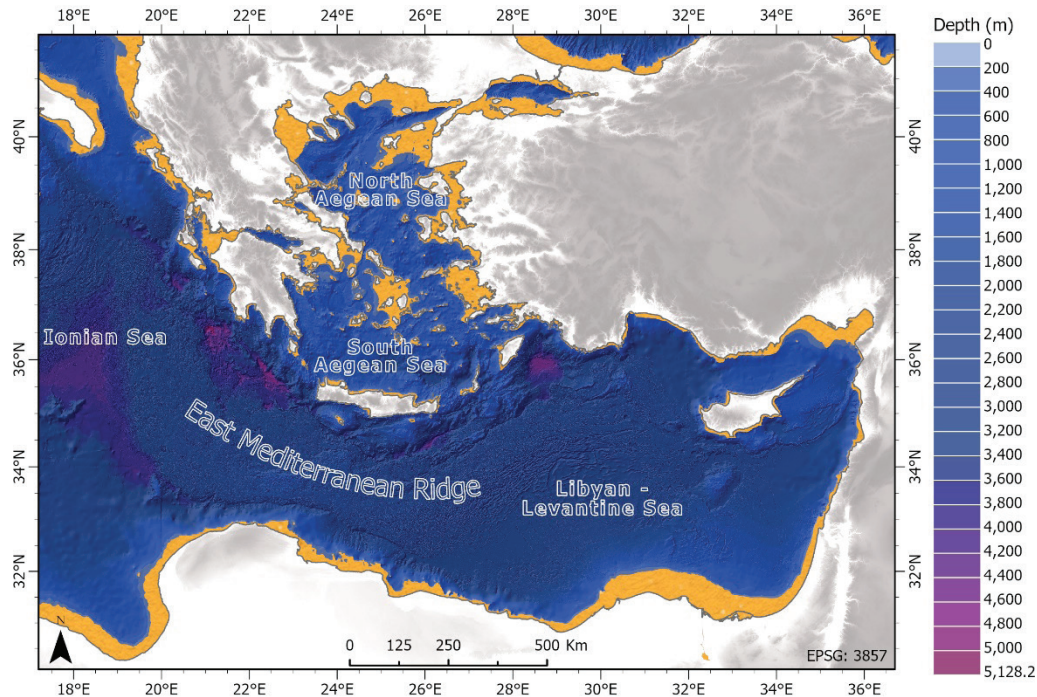 18°E 20°E 22°E 24°E 26°E 28°E 30°E 32°E 34°E 36°E
Depth (m)
0
200
400
600
800
1,000
1,200
1,400
1,600
1,800
2,000
2,200
2,400
2,600
2,800
3,000
3,200
3,400
3,600
3,800
4,000
4,200
4,400
4,600
4,800
5,000
5,128.2
40°N
40°N
North
Aegean Sea
38°N
38°N
Ionian Sea
South
Aegean Sea
36°N
36°N
East Mediterranean Ridge
34°N
34°N
Libyan -
Levantine Sea
32°N
32°N
N
0 125 250 500 Km
EPSG: 3857
18°E 20°E 22°E 24°E 26°E 28°E 30°E 32°E 34°E 36°E